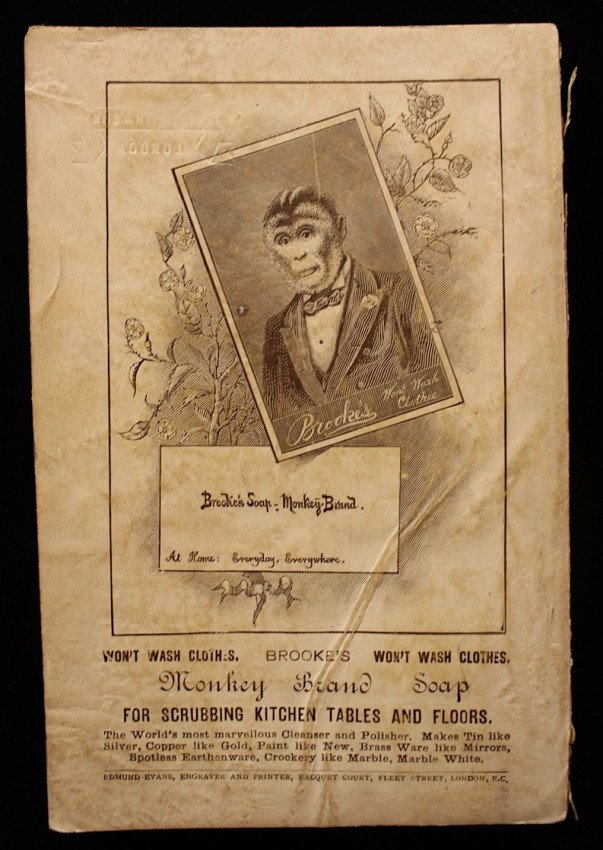 LONDON
Brooke's
Wont Wash
Clothes
Brooke's Soap - Monkey-Brand.
At Home: Everyday, Everywhere.
WON'T WASH CLOTHES. BROOKE'S WON'T WASH CLOTHES.
Monkey Brand Soap
FOR SCRUBBING KITCHEN TABLES AND FLOORS.
The World's most marvellous Cleanser and Polisher. Makes Tin like
Silver, Copper like Gold, Paint like New. Brass Ware like Mirrors,
Spotless Earthenware, Crockery like Marble, Marble White.
EDMUND EVANS, ENGRAVER AND PRINTER, RACQUET COURT, FLEET STREET, LONDON, E.C.